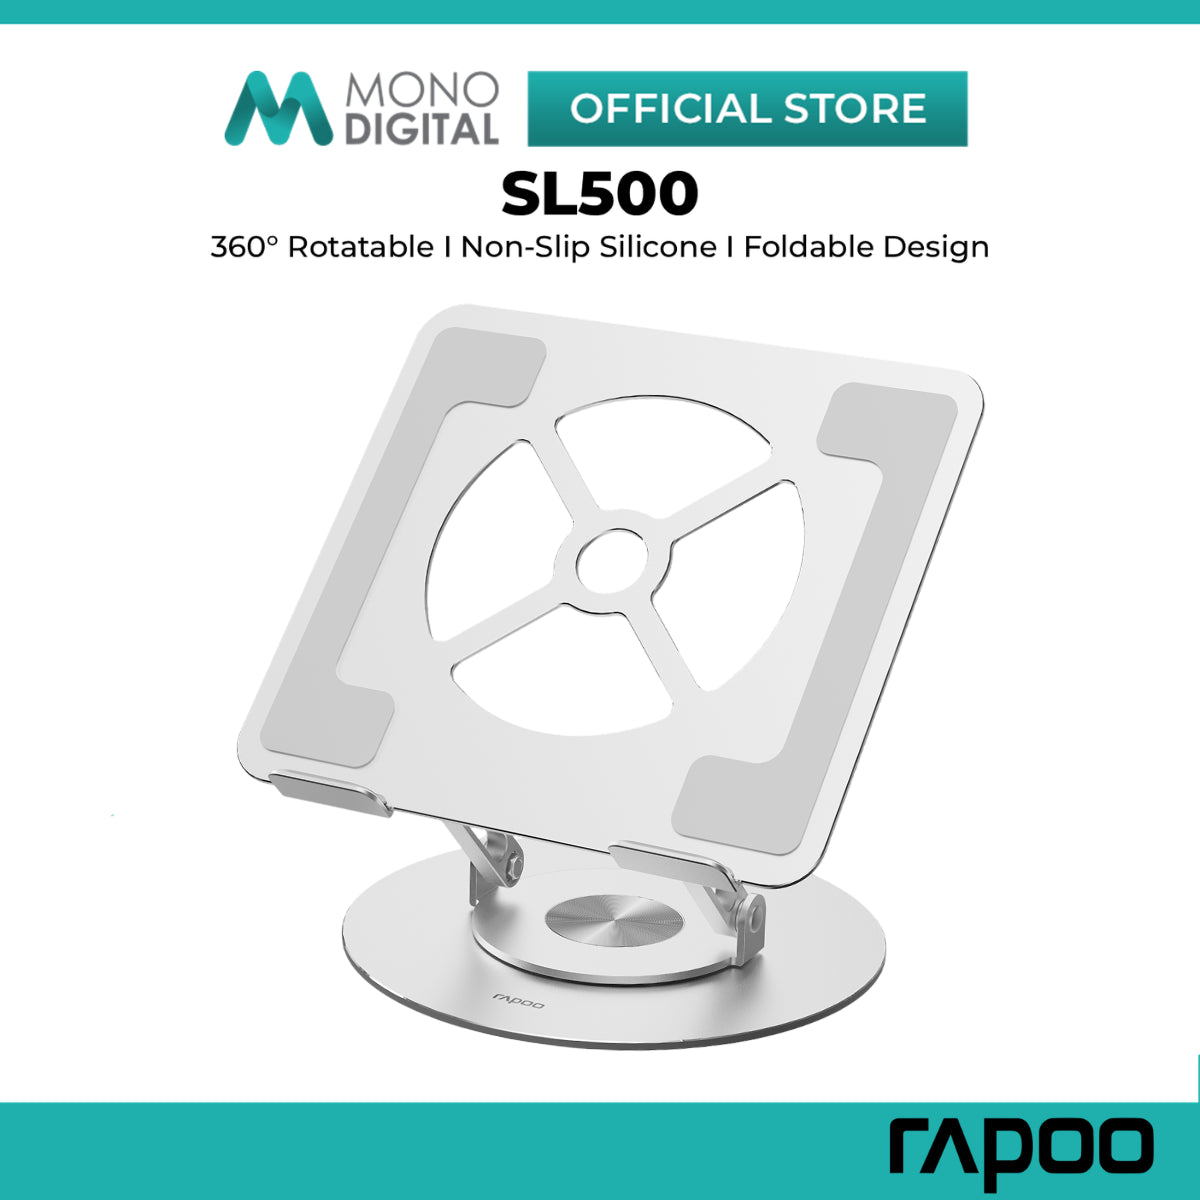 MONO
DIGITAL
OFFICIAL STORE
SL500
360° Rotatable I Non-Slip Silicone I Foldable Design
rapoo
rapoo